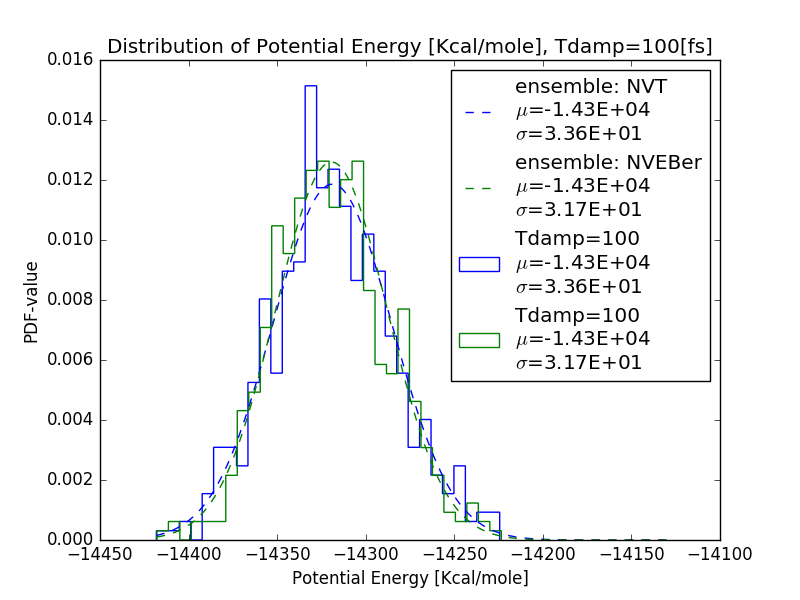 Distribution of Potential Energy [Kcal/mole], Tdamp=100[fs]
0.016
0.014
0.012
0.010
0.008
0.006
0.004
0.002
0.000
PDF-value
ensemble: NVT
μ=-1.43E+04
σ=3.36E+01
ensemble: NVEBer
μ=-1.43E+04
σ=3.17E+01
Tdamp=100
μ=-1.43E+04
σ=3.36E+01
Tdamp=100
μ=-1.43E+04
σ=3.17E+01
−14450 −14400 −14350 −14300 −14250 −14200 −14150 −14100
Potential Energy [Kcal/mole]